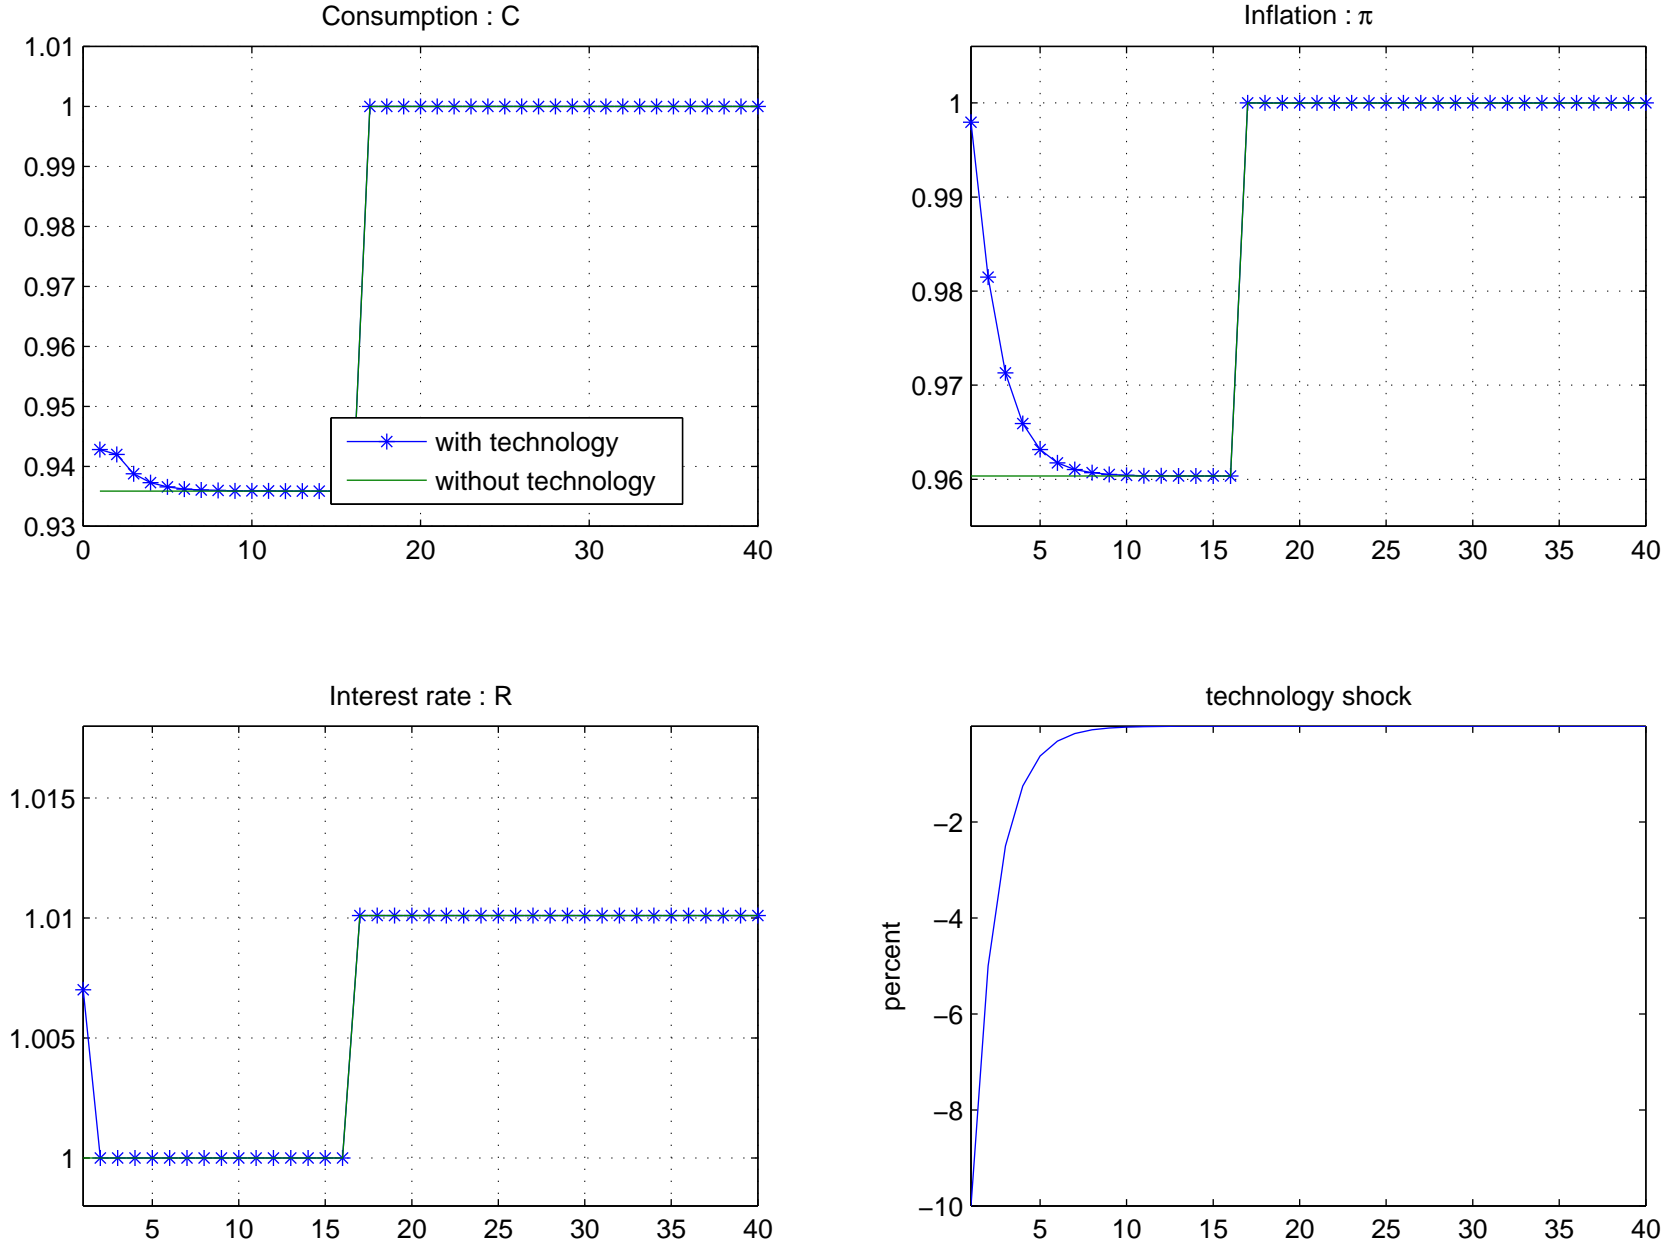 Consumption : C
1.01
1
0.99
0.98
0.97
0.96
0.95
0.94
0.93
0 10 20 30 40
with technology
without technology
Inflation : π
1
0.99
0.98
0.97
0.96
5 10 15 20 25 30 35 40
Interest rate : R
1.015
1.01
1.005
1
5 10 15 20 25 30 35 40
technology shock
percent
−2
−4
−6
−8
−10
5 10 15 20 25 30 35 40